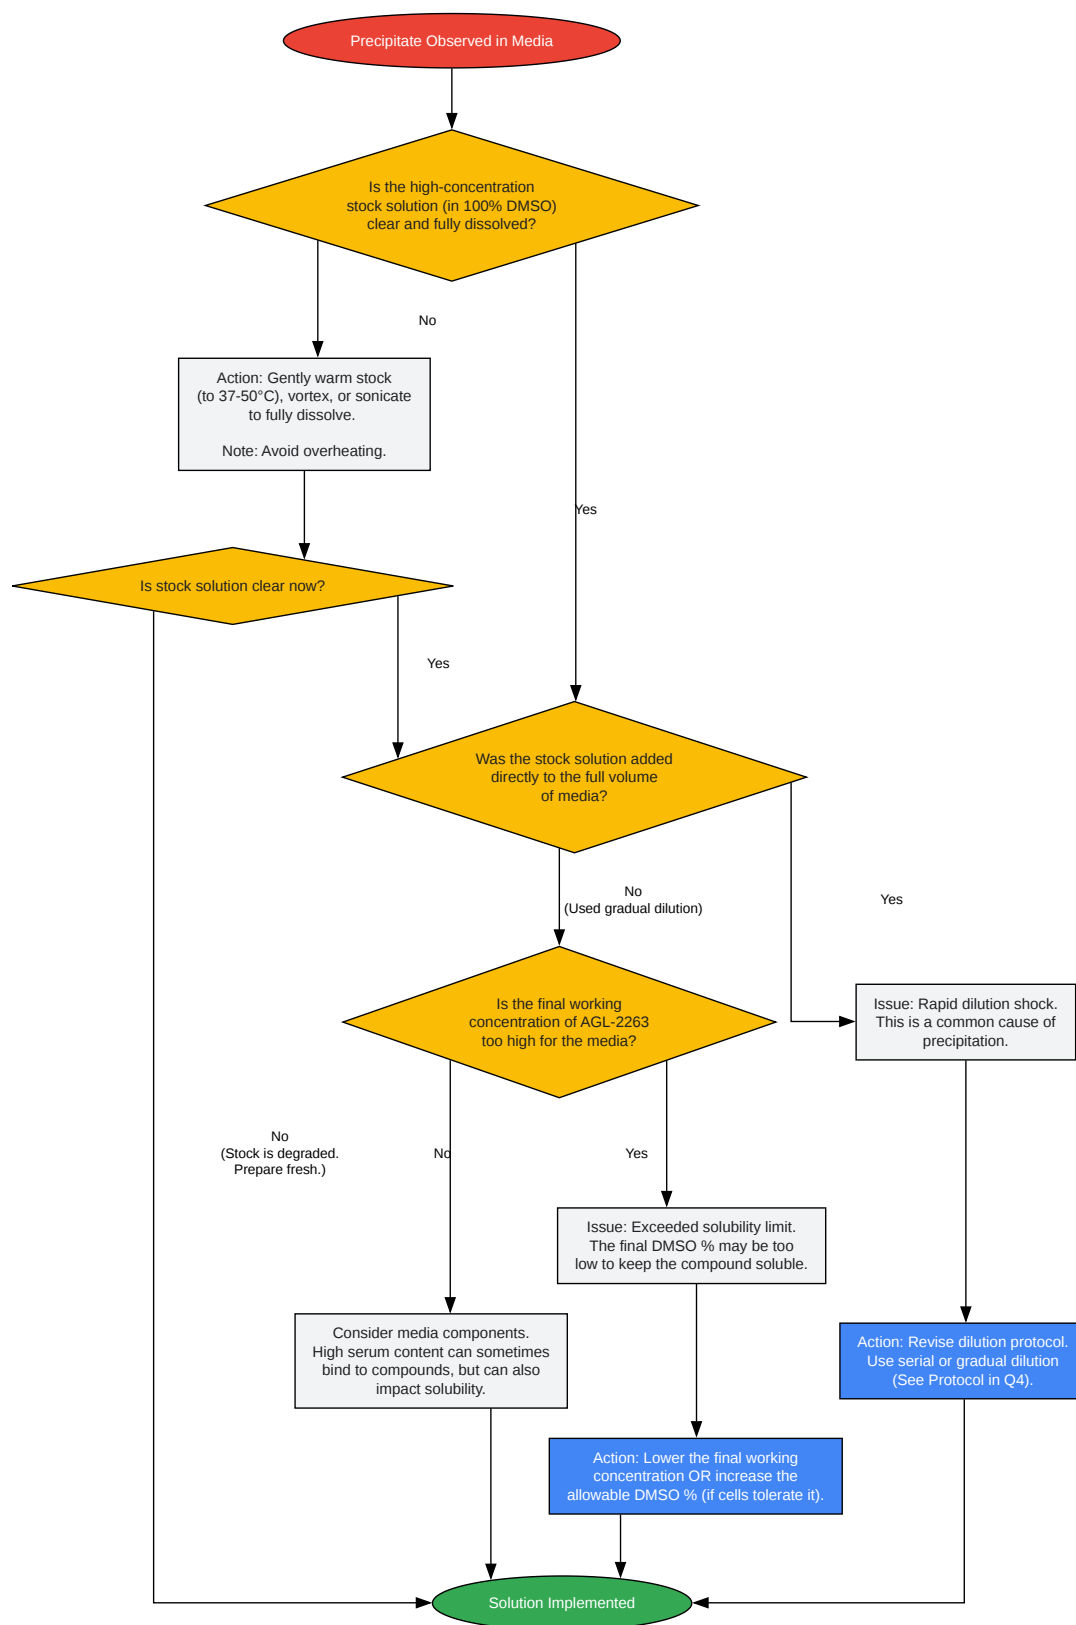 Precipitate Observed in Media
Is the high-concentration
stock solution (in 100% DMSO)
clear and fully dissolved?
No
Action: Gently warm stock
(to 37-50°C), vortex, or sonicate
to fully dissolve.
Note: Avoid overheating.
Yes
Is stock solution clear now?
Yes
Was the stock solution added
directly to the full volume
of media?
No
(Used gradual dilution)
Yes
Is the final working
concentration of AGL-2263
too high for the media?
Issue: Rapid dilution shock.
This is a common cause of
precipitation.
No
(Stock is degraded.
Prepare fresh.)
No
Yes
Issue: Exceeded solubility limit.
The final DMSO % may be too
low to keep the compound soluble.
Consider media components.
High serum content can sometimes
bind to compounds, but can also
impact solubility.
Action: Revise dilution protocol.
Use serial or gradual dilution
(See Protocol in Q4).
Action: Lower the final working
concentration OR increase the
allowable DMSO % (if cells tolerate it).
Solution Implemented